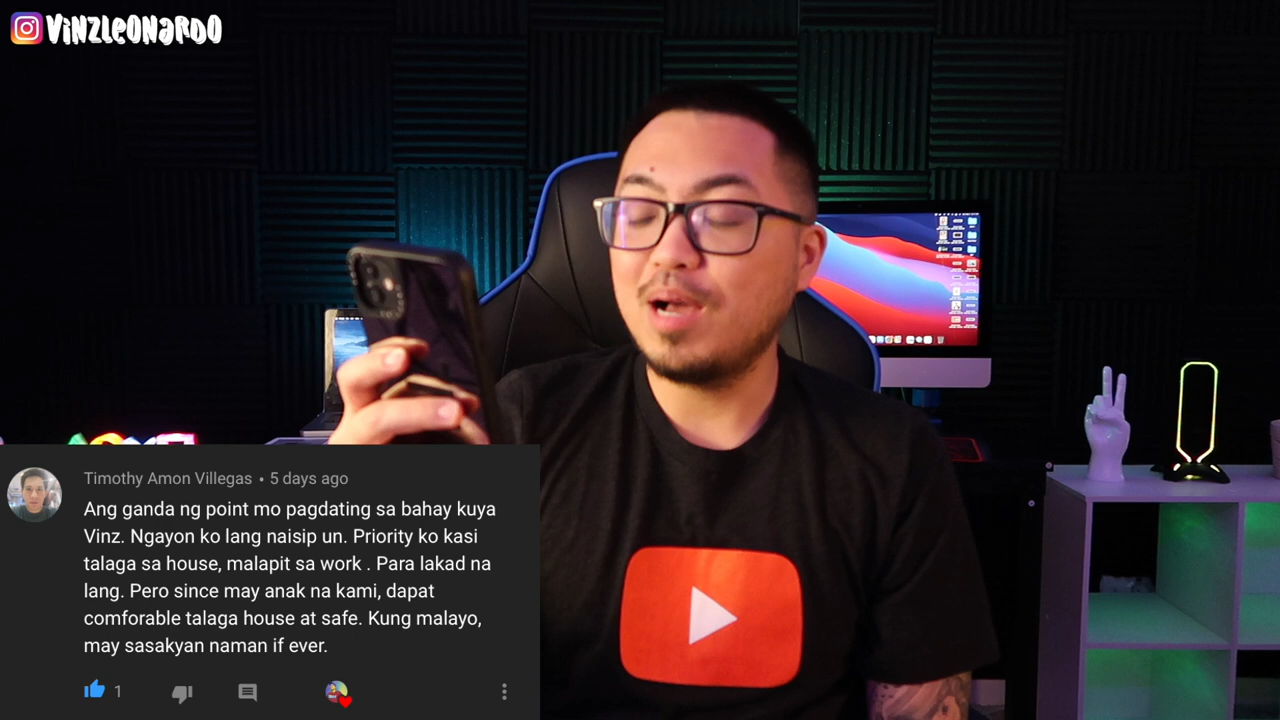 VinzLeonardo
Timothy Amon Villegas • 5 days ago
Ang ganda ng point mo pagdating sa bahay kuya
Vinz. Ngayon ko lang naisip un. Priority ko kasi
talaga sa house, malapit sa work . Para lakad na
lang. Pero since may anak na kami, dapat
comforable talaga house at safe. Kung malayo,
may sasakyan naman if ever.
1